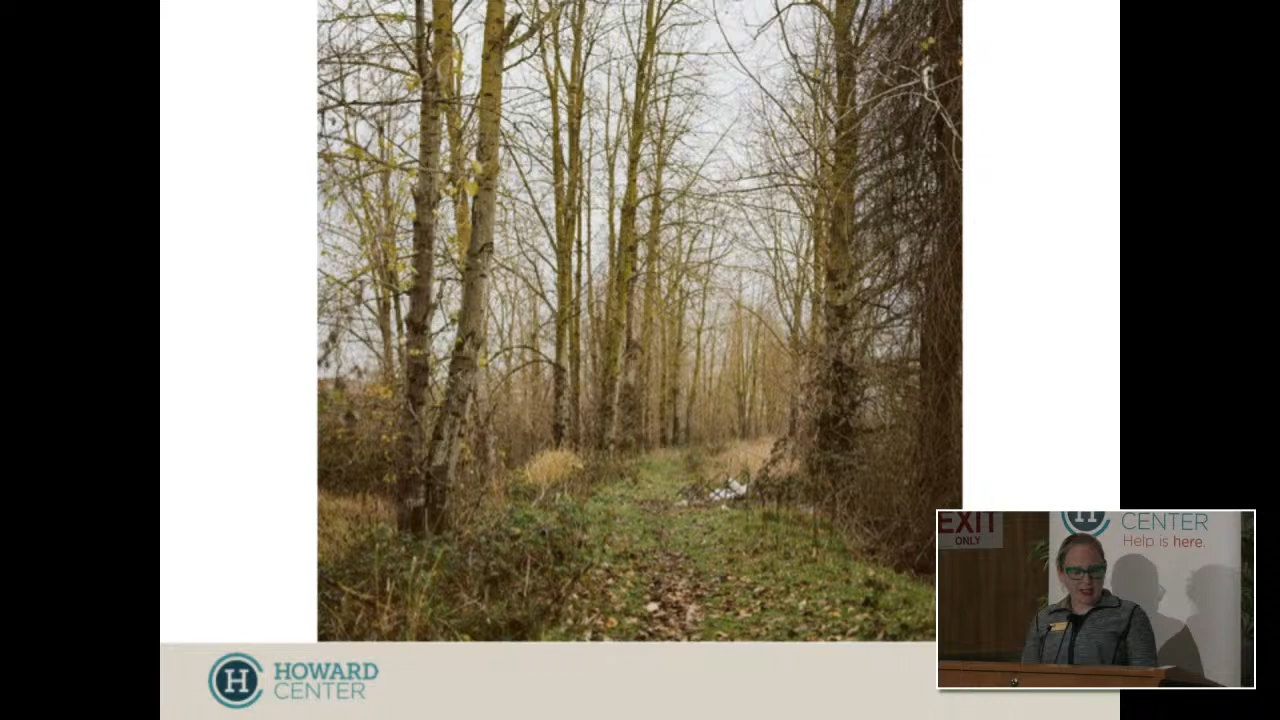 HOWARD
CENTER
EXIT
ONLY
CENTER
Help is here.